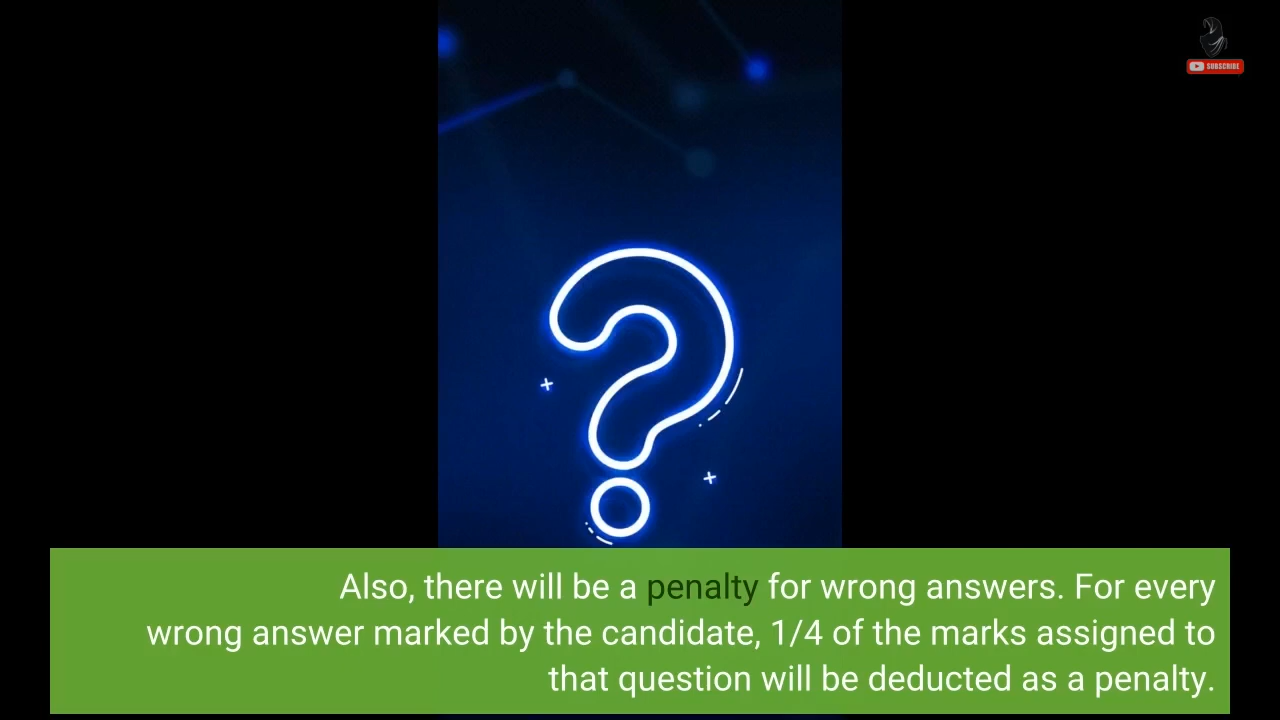 SUBSCRIBE
Also, there will be a penalty for wrong answers. For every
wrong answer marked by the candidate, 1/4 of the marks assigned to
that question will be deducted as a penalty.